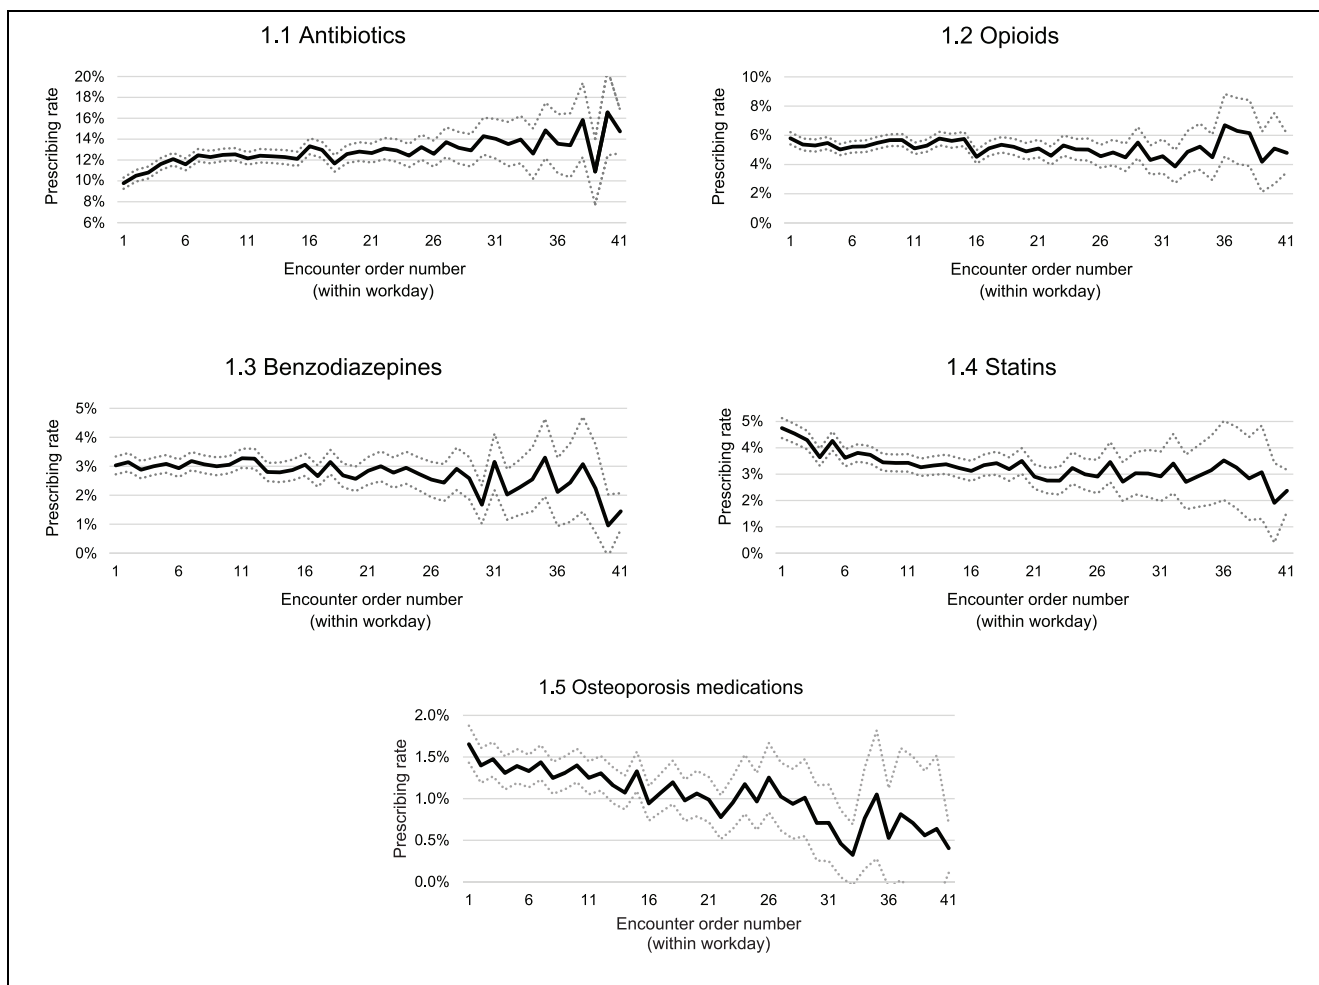 1.1 Antibiotics
Prescribing rate
20%
18%
16%
14%
12%
10%
8%
6%
1 6 11 16 21 26 31 36 41
Encounter order number
(within workday)
1.2 Opioids
Prescribing rate
10%
8%
6%
4%
2%
0%
1 6 11 16 21 26 31 36 41
Encounter order number
(within workday)
1.3 Benzodiazepines
Prescribing rate
5%
4%
3%
2%
1%
0%
1 6 11 16 21 26 31 36 41
Encounter order number
(within workday)
1.4 Statins
Prescribing rate
5%
4%
3%
2%
1%
0%
1 6 11 16 21 26 31 36 41
Encounter order number
(within workday)
1.5 Osteoporosis medications
Prescribing rate
2.0%
1.5%
1.0%
0.5%
0.0%
1 6 11 16 21 26 31 36 41
Encounter order number
(within workday)